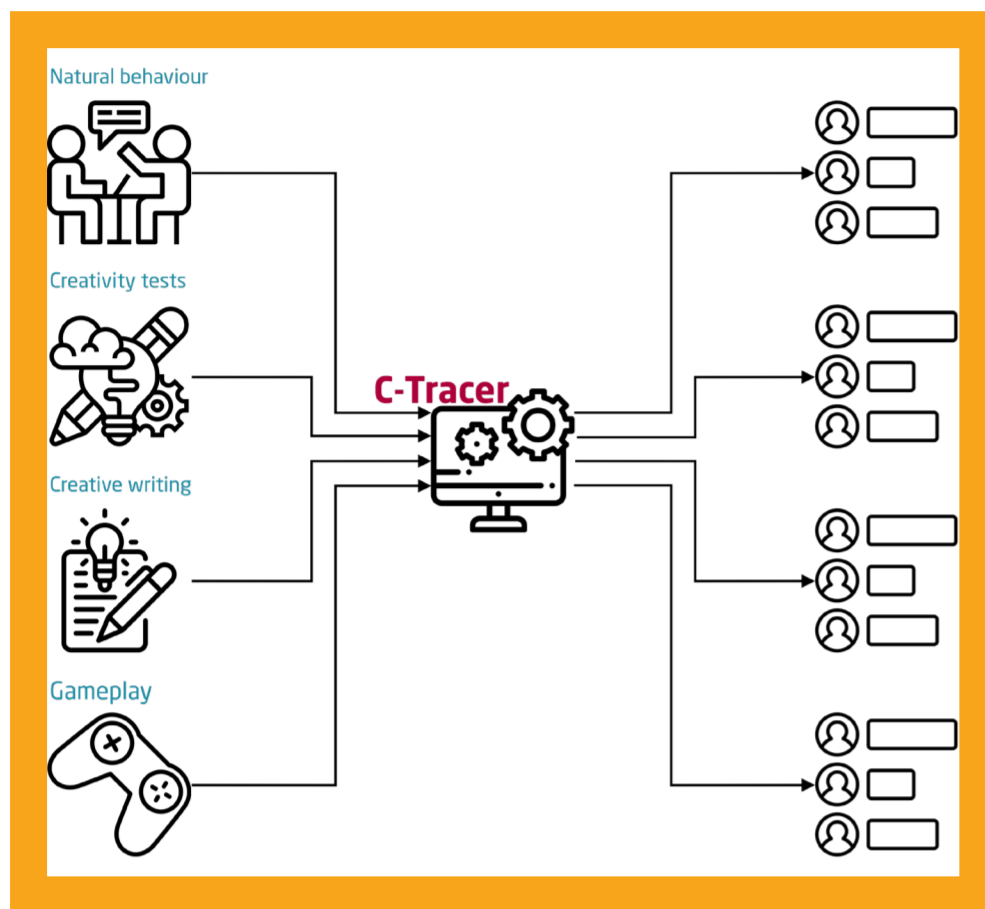 Natural behaviour
Creativity tests
C-Tracer
Creative writing
Gameplay